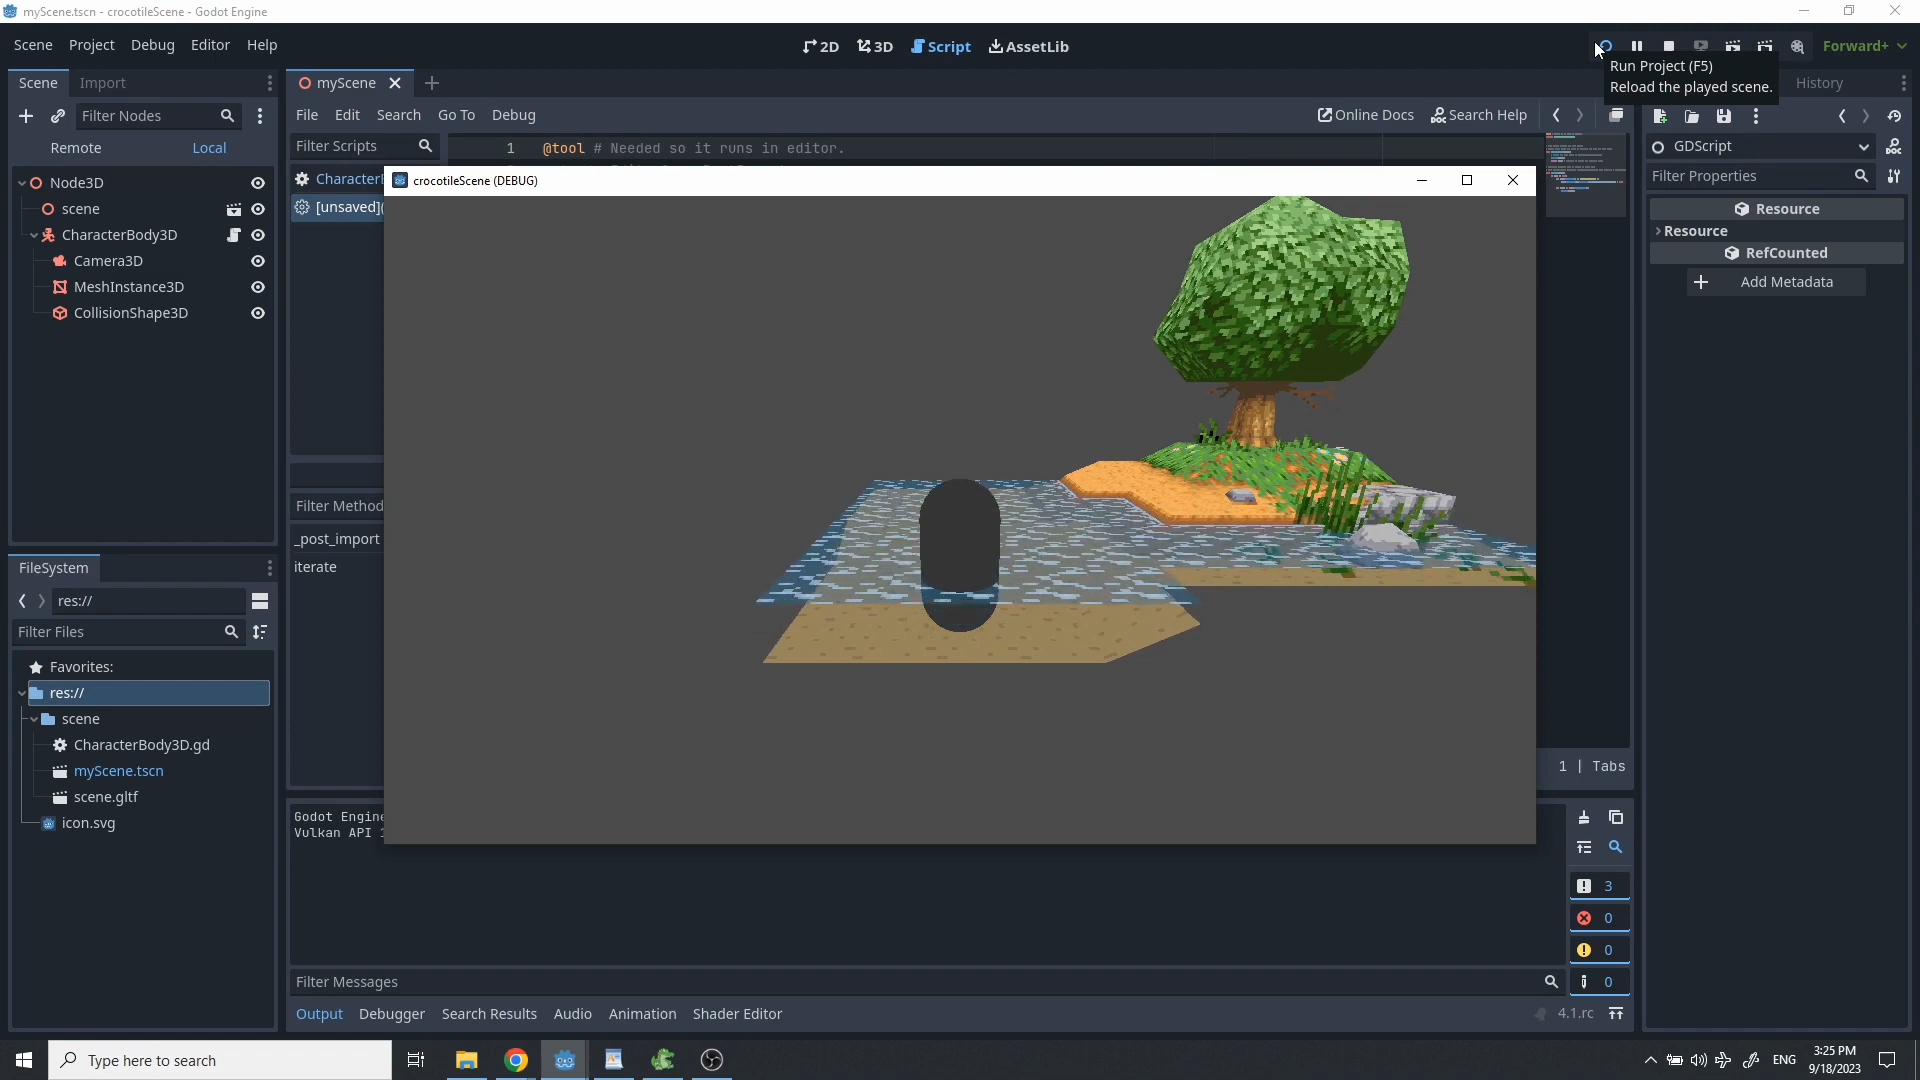 myScene.tscn - crocotileScene - Godot Engine
Scene Project Debug Editor Help
2D 3D Script AssetLib
Forward+
Run Project (F5)
Reload the played scene.
Scene Import
myScene
History
Filter Nodes
File Edit Search Go To Debug
Online Docs Search Help
Remote Local
Filter Scripts
1 @tool # Needed so it runs in editor.
GDScript
Filter Properties
Node3D
scene
CharacterBody3D
Camera3D
MeshInstance3D
CollisionShape3D
[unsaved](
crocotileScene (DEBUG)
Resource
Resource
RefCounted
Add Metadata
_post_import
iterate
FileSystem
res://
Filter Files
Favorites:
res://
scene
CharacterBody3D.gd
myScene.tscn
scene.gltf
icon.svg
1 | Tabs
Godot Engine
Vulkan API
3
0
0
0
Filter Messages
Output Debugger Search Results Audio Animation Shader Editor
4.1.rc
Type here to search
ENG
3:25 PM
9/18/2023